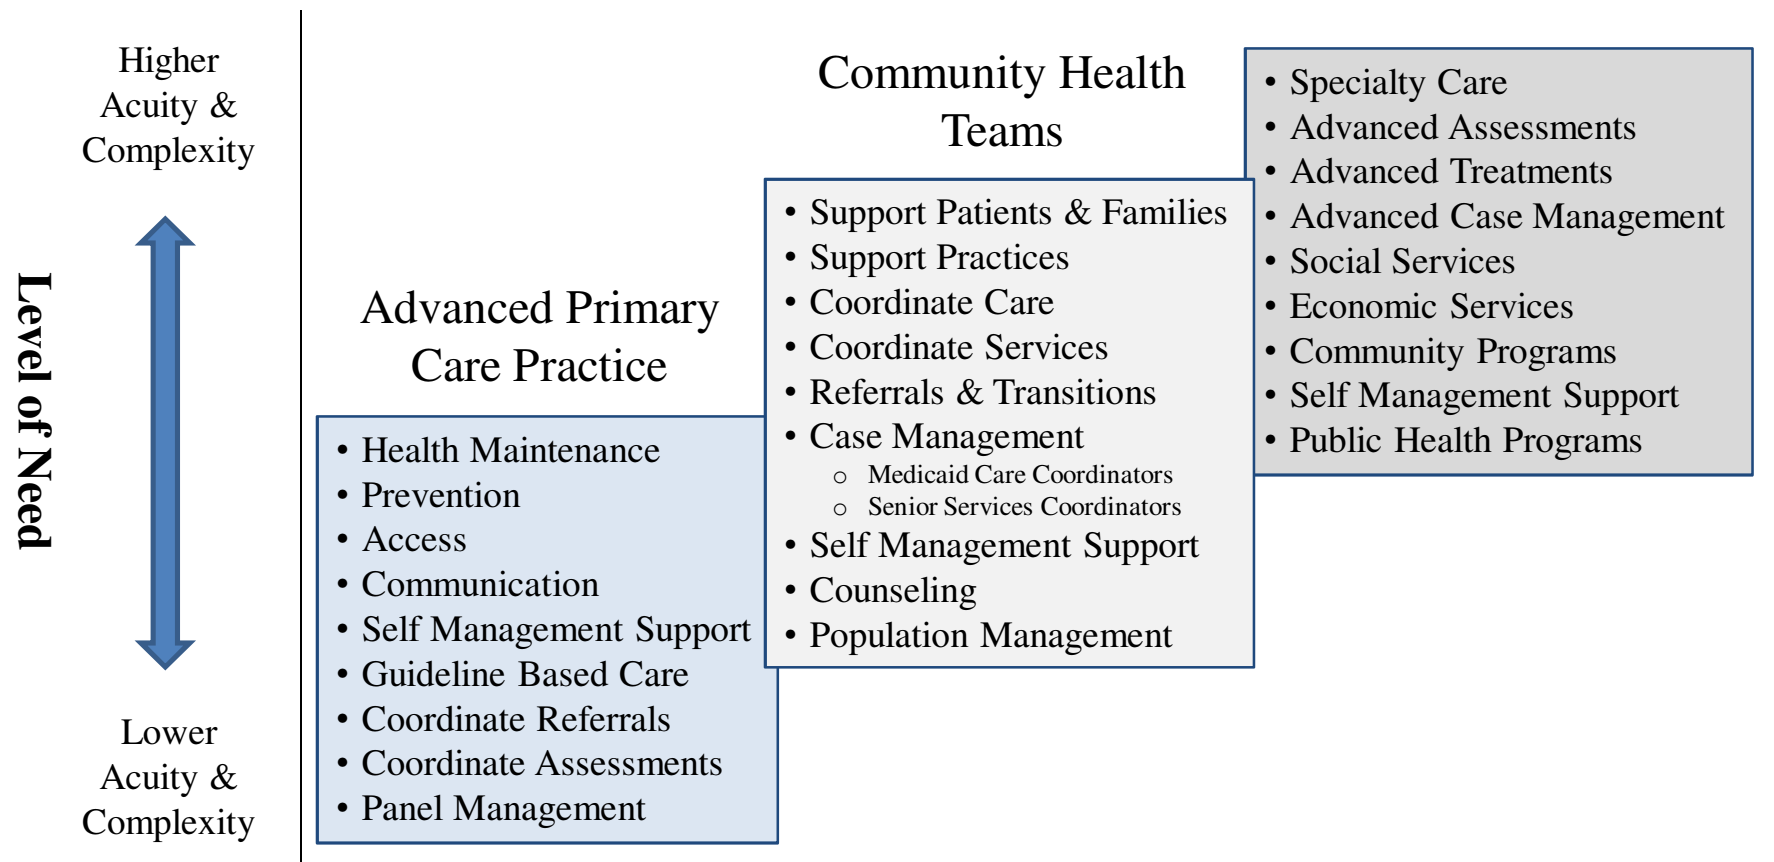 Higher
Acuity &
Complexity
Level of Need
Lower
Acuity &
Complexity
Advanced Primary
Care Practice
• Health Maintenance
• Prevention
• Access
• Communication
• Self Management Support
• Guideline Based Care
• Coordinate Referrals
• Coordinate Assessments
• Panel Management
Community Health
Teams
• Support Patients & Families
• Support Practices
• Coordinate Care
• Coordinate Services
• Referrals & Transitions
• Case Management
o Medicaid Care Coordinators
o Senior Services Coordinators
• Self Management Support
• Counseling
• Population Management
• Specialty Care
• Advanced Assessments
• Advanced Treatments
• Advanced Case Management
• Social Services
• Economic Services
• Community Programs
• Self Management Support
• Public Health Programs